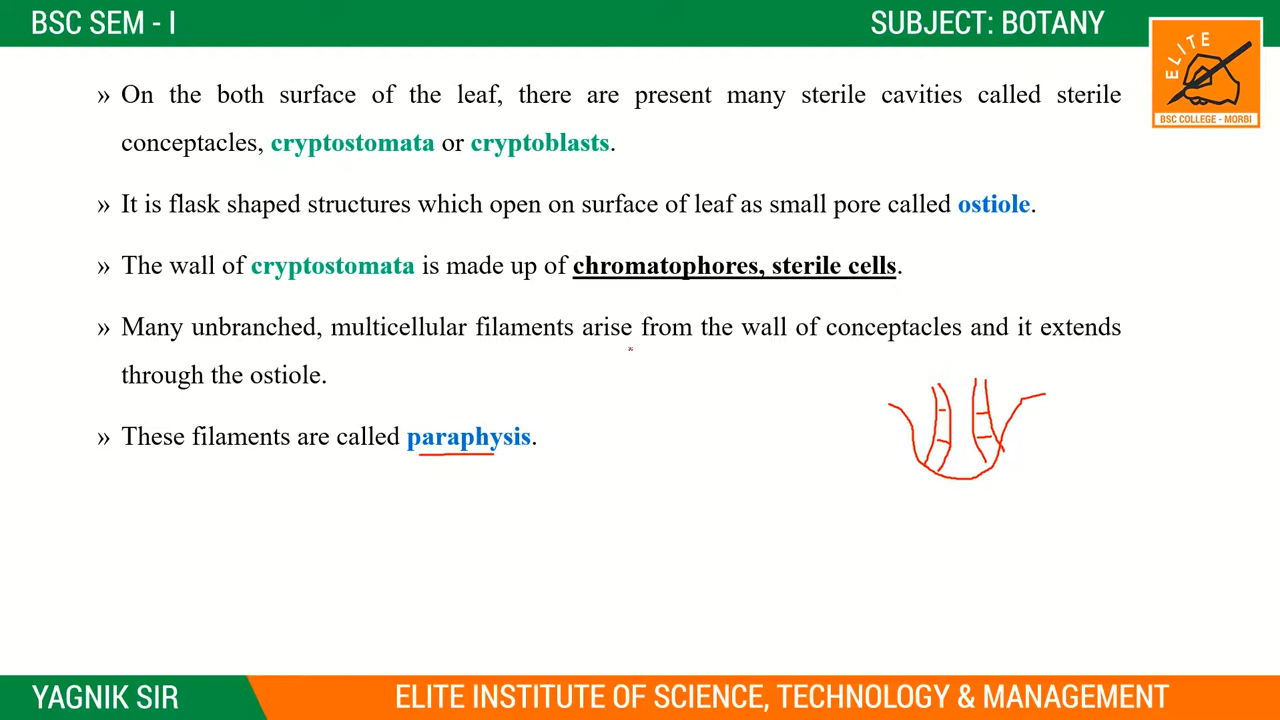 BSC SEM - I
SUBJECT: BOTANY
ELITE
BSC COLLEGE - MORBI
» On the both surface of the leaf, there are present many sterile cavities called sterile
conceptacles, cryptostomata or cryptoblasts.
» It is flask shaped structures which open on surface of leaf as small pore called ostiole.
» The wall of cryptostomata is made up of chromatophores, sterile cells.
» Many unbranched, multicellular filaments arise from the wall of conceptacles and it extends
through the ostiole.
» These filaments are called paraphysis.
YAGNIK SIR
ELITE INSTITUTE OF SCIENCE, TECHNOLOGY & MANAGEMENT